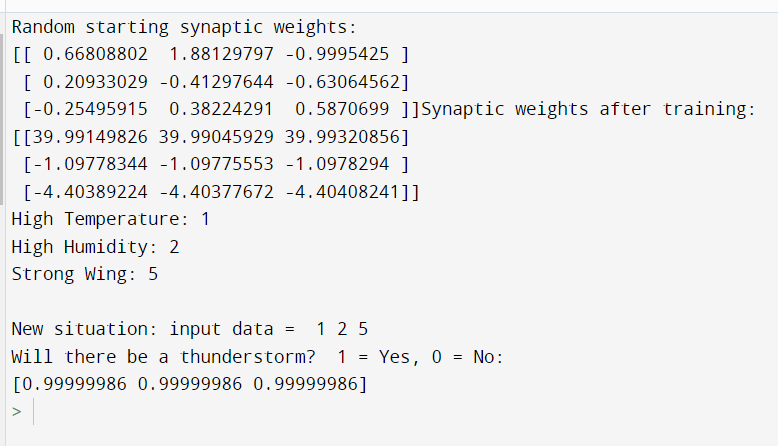 Random starting synaptic weights:
[[ 0.66808802  1.88129797 -0.9995425 ]
 [ 0.20933029 -0.41297644 -0.63064562]
 [-0.25495915  0.38224291  0.5870699 ]]Synaptic weights after training:
[[39.99149826 39.99045929 39.99320856]
 [-1.09778344 -1.09775553 -1.0978294 ]
 [-4.40389224 -4.40377672 -4.40408241]]
High Temperature: 1
High Humidity: 2
Strong Wing: 5
New situation: input data =  1 2 5
Will there be a thunderstorm?  1 = Yes, 0 = No:
[0.99999986 0.99999986 0.99999986]
>